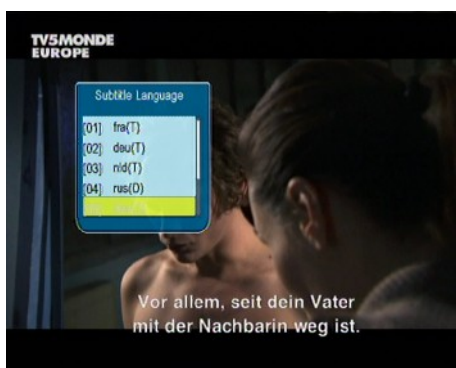 TV5MONDE
EUROPE
Subtitle Language
[01] fra(T)
[02] deu(T)
[03] nld(T)
[04] rus(D)
Vor allem, seit dein Vater
mit der Nachbarin weg ist.